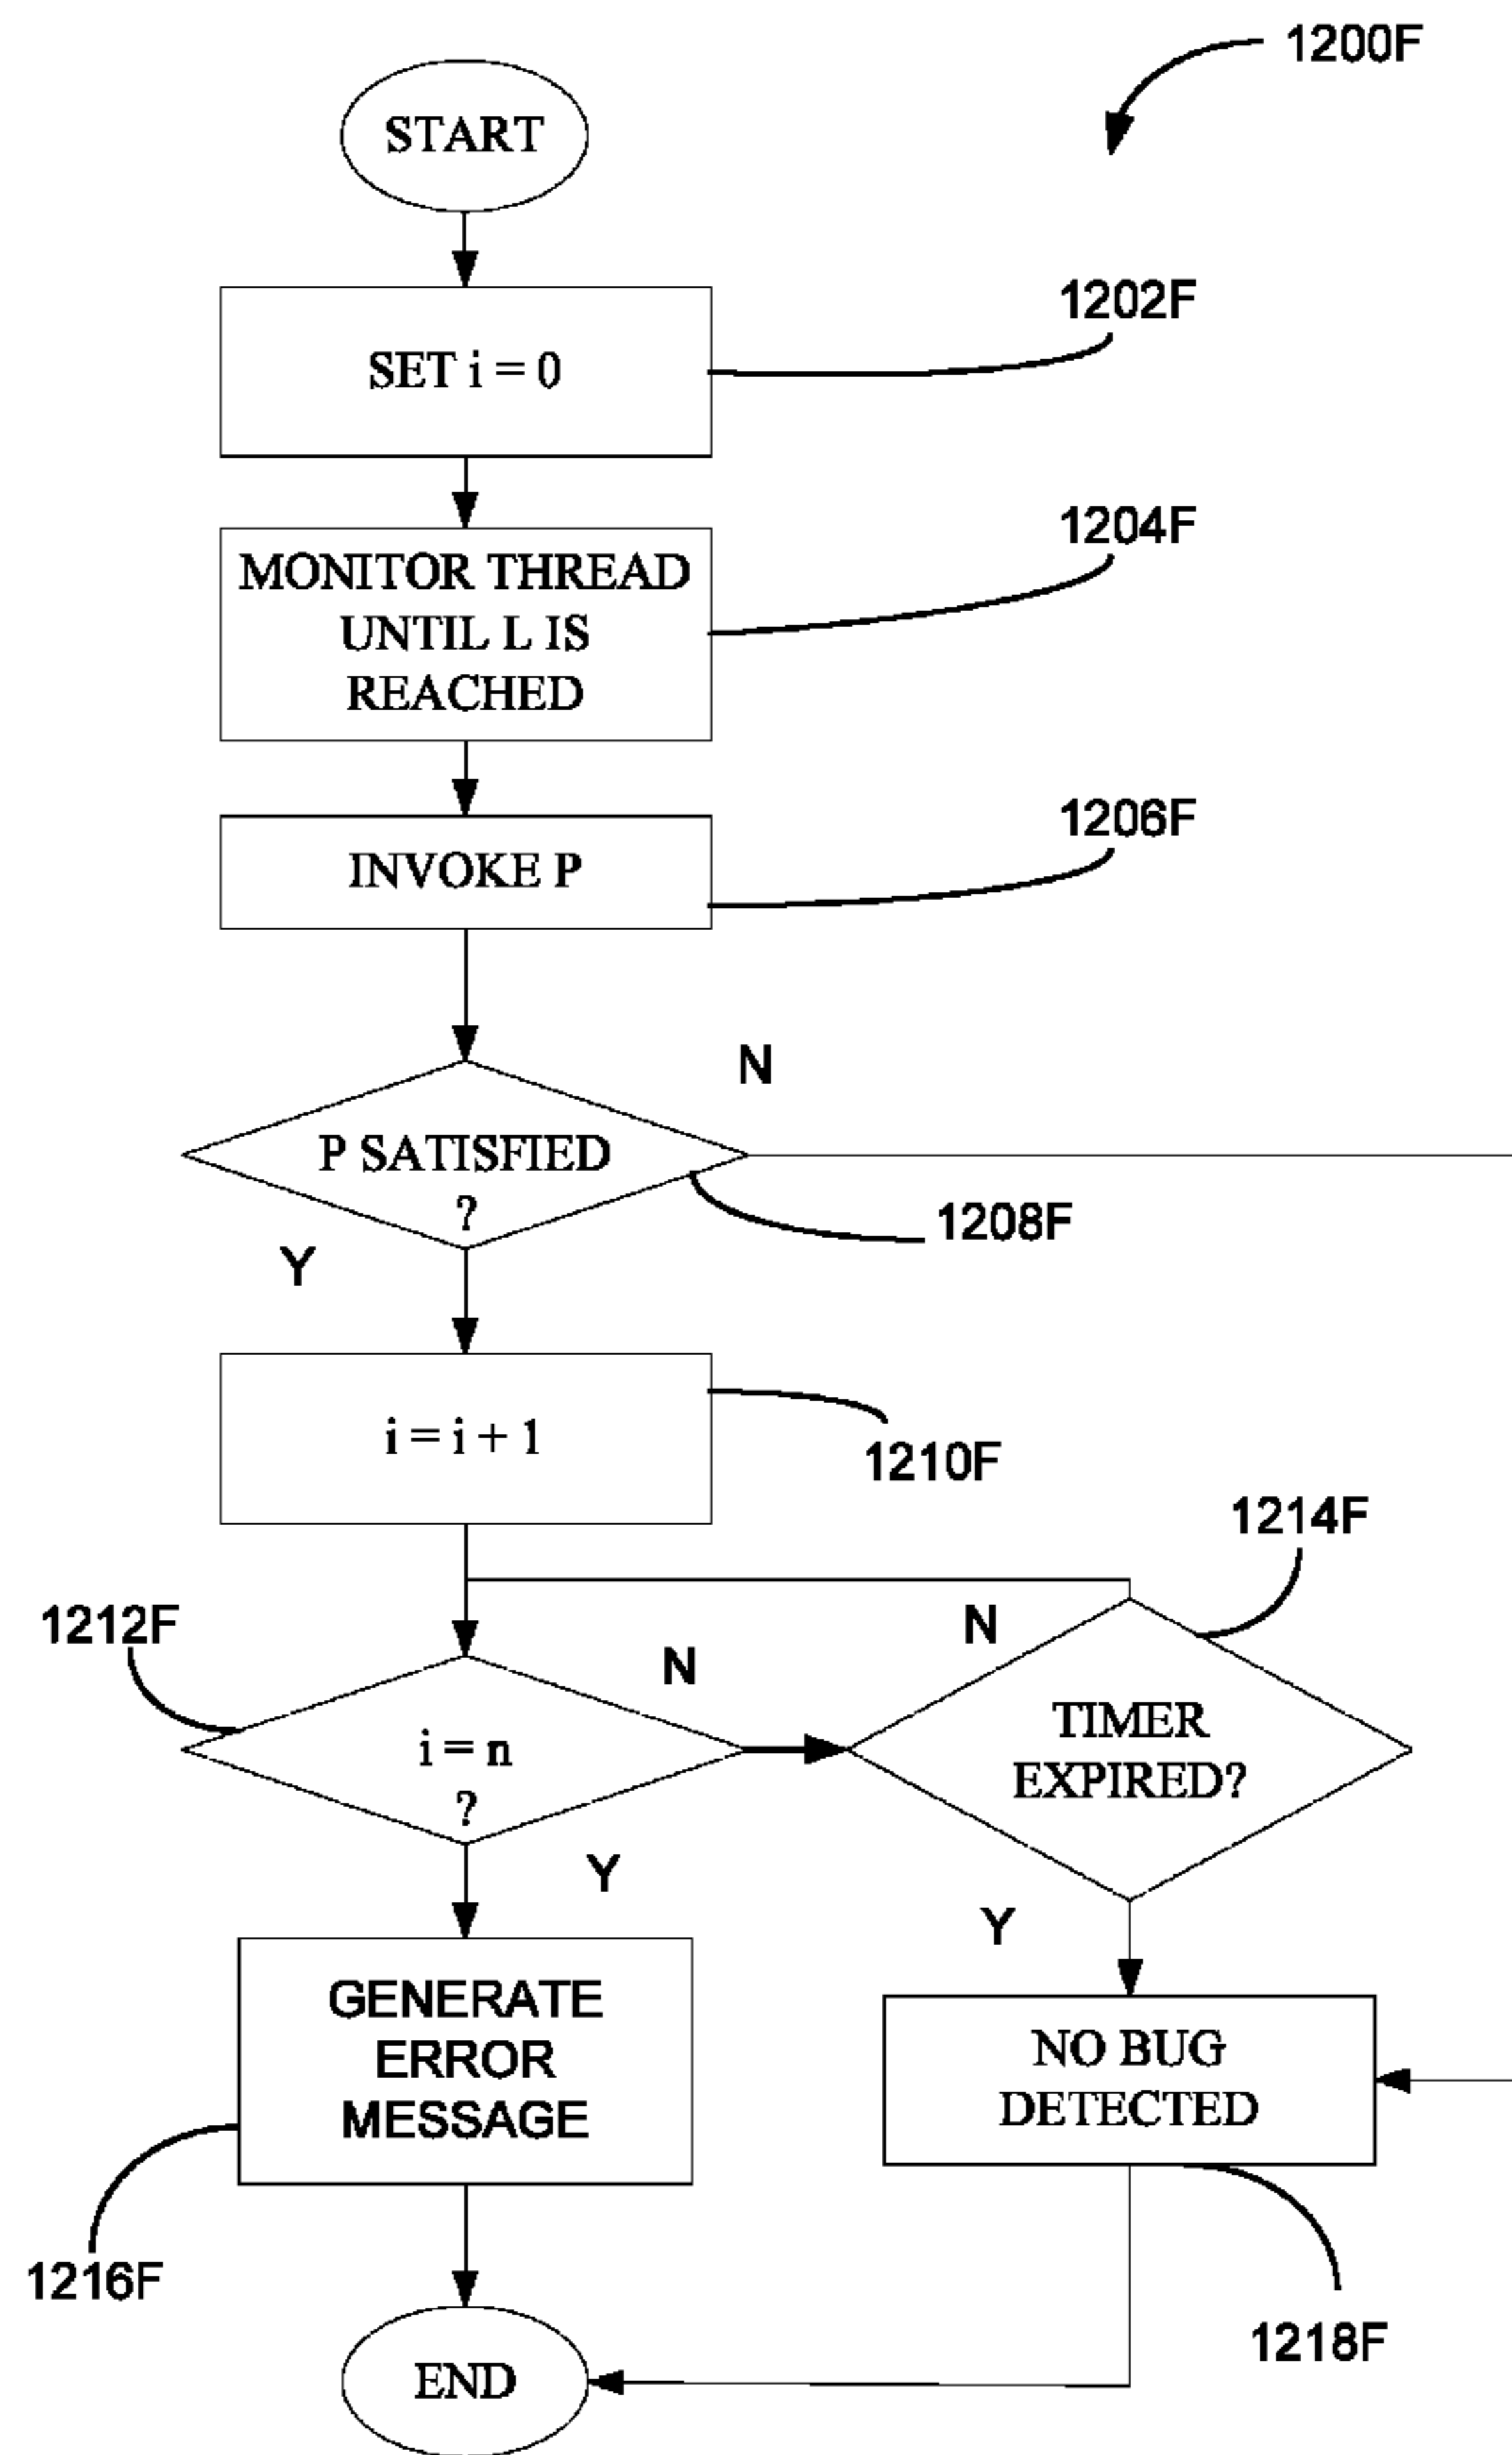 1200F
START
1202F
SET i = 0
1204F
MONITOR THREAD
UNTIL L IS
REACHED
1206F
INVOKE P
N
P SATISFIED
?
1208F
Y
i = i + 1
1210F
1214F
1212F
N
N
TIMER
EXPIRED?
i = n
?
Y
Y
GENERATE
ERROR
MESSAGE
NO BUG
DETECTED
1216F
1218F
END